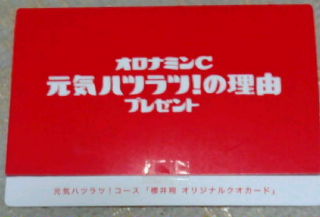 オロナミンC
元気ハツラツ!の理由
プレゼント
元気ハツラツ!コース「櫻井翔 オリジナルクオカード」